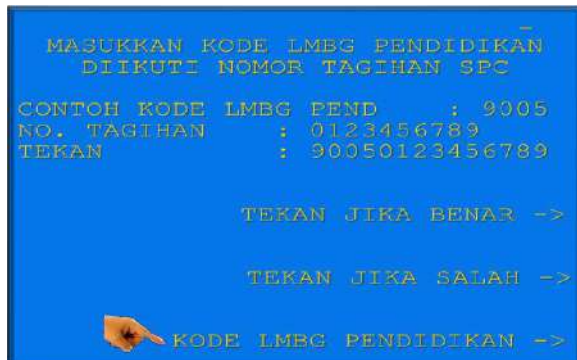 MASUKKAN KODE LMBG PENDIDIKAN
DIIKUTI NOMOR TAGIHAN SPC
CONTOH KODE LMBG PEND : 9005
NO. TAGIHAN : 0123456789
TEKAN : 90050123456789
TEKAN JIKA BENAR ->
TEKAN JIKA SALAH ->
KODE LMBG PENDIDIKAN ->